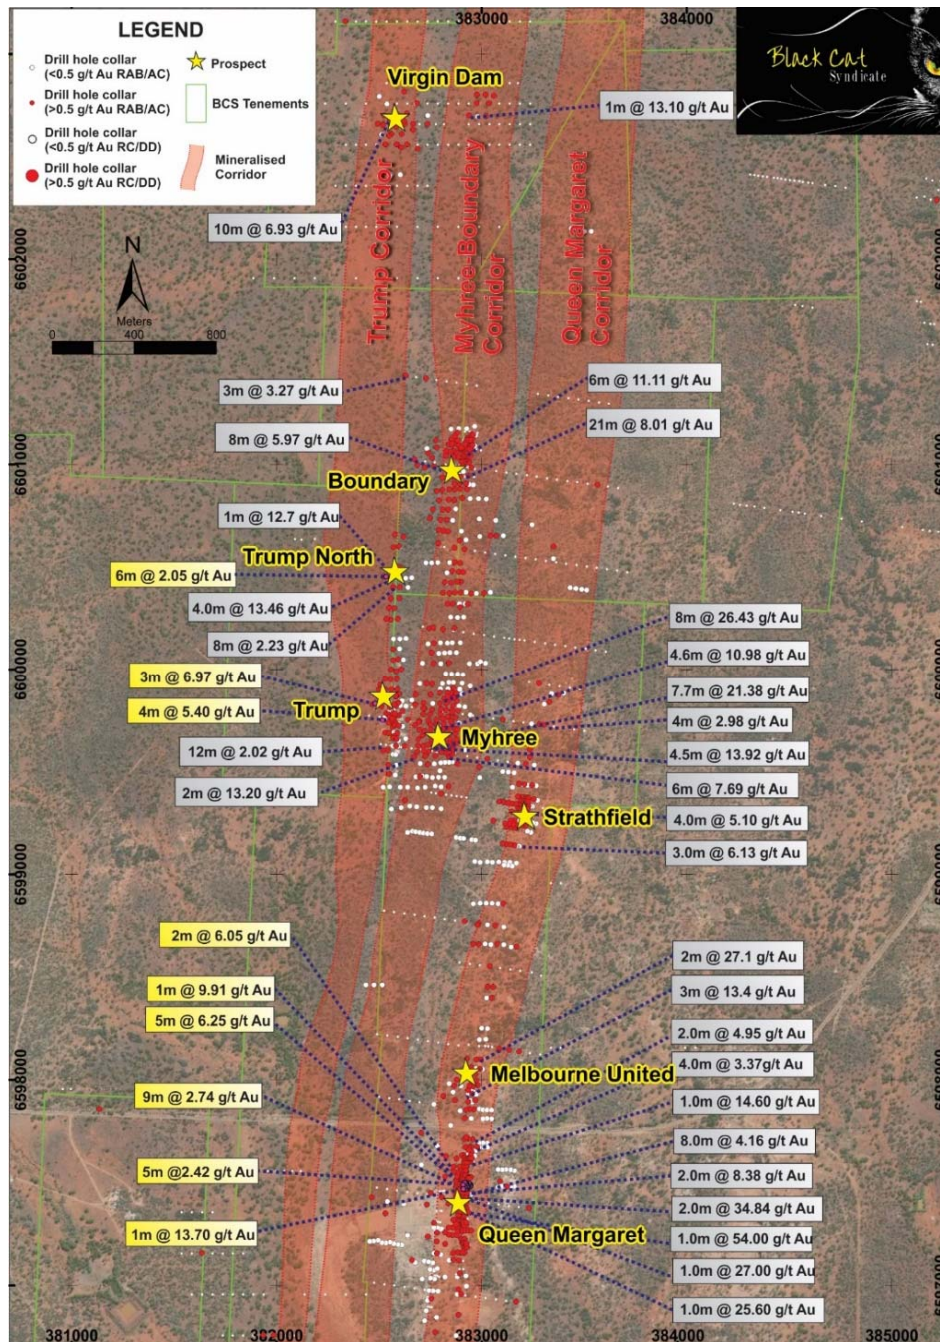 383000
384000
LEGEND
Drill hole collar
(<0.5 g/t Au RAB/AC)
Drill hole collar
(>0.5 g/t Au RAB/AC)
Drill hole collar
(<0.5 g/t Au RC/DD)
Drill hole collar
(>0.5 g/t Au RC/DD)
Prospect
BCS Tenements
Mineralised
Corridor
Black Cat
Syndicate
Virgin Dam
1m @ 13.10 g/t Au
10m @ 6.93 g/t Au
Trump Corridor
Myhree-Boundary
Corridor
Queen Margaret
Corridor
6602000
6602000
N
Meters
0
400
800
3m @ 3.27 g/t Au
6m @ 11.11 g/t Au
8m @ 5.97 g/t Au
21m @ 8.01 g/t Au
6601000
6601000
Boundary
1m @ 12.7 g/t Au
Trump North
6m @ 2.05 g/t Au
4.0m @ 13.46 g/t Au
8m @ 2.23 g/t Au
8m @ 26.43 g/t Au
4.6m @ 10.98 g/t Au
6600000
6600000
3m @ 6.97 g/t Au
7.7m @ 21.38 g/t Au
4m @ 5.40 g/t Au
Trump
4m @ 2.98 g/t Au
Myhree
12m @ 2.02 g/t Au
4.5m @ 13.92 g/t Au
2m @ 13.20 g/t Au
6m @ 7.69 g/t Au
Strathfield
4.0m @ 5.10 g/t Au
3.0m @ 6.13 g/t Au
6599000
6599000
2m @ 6.05 g/t Au
2m @ 27.1 g/t Au
1m @ 9.91 g/t Au
3m @ 13.4 g/t Au
5m @ 6.25 g/t Au
2.0m @ 4.95 g/t Au
6598000
6598000
Melbourne United
4.0m @ 3.37g/t Au
9m @ 2.74 g/t Au
1.0m @ 14.60 g/t Au
8.0m @ 4.16 g/t Au
5m @2.42 g/t Au
2.0m @ 8.38 g/t Au
2.0m @ 34.84 g/t Au
1m @ 13.70 g/t Au
Queen Margaret
1.0m @ 54.00 g/t Au
1.0m @ 27.00 g/t Au
1.0m @ 25.60 g/t Au
6597000
381000
382000
383000
384000
385000